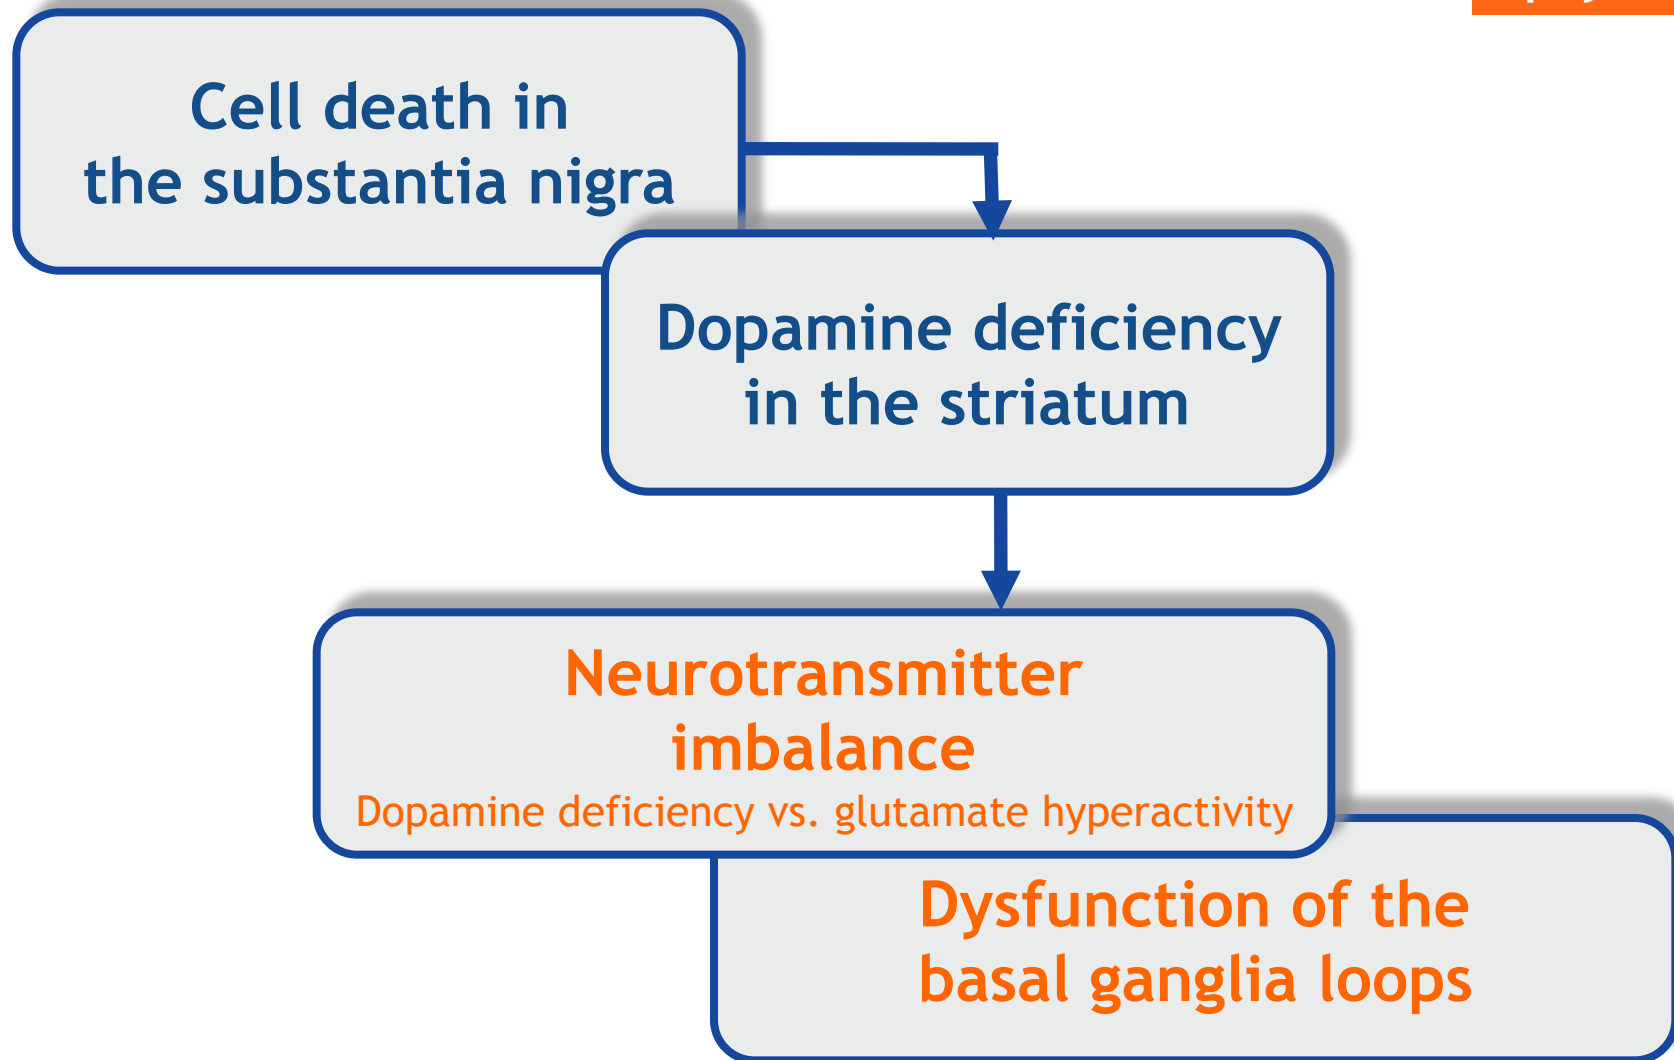 Cell death in
the substantia nigra
Dopamine deficiency
in the striatum
Neurotransmitter
imbalance
Dopamine deficiency vs. glutamate hyperactivity
Dysfunction of the
basal ganglia loops